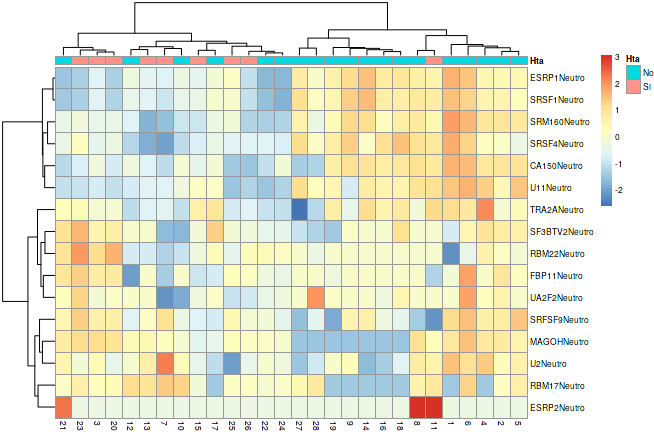 Hta
ESRP1Neutro
SRSF1Neutro
SRM160Neutro
SRSF4Neutro
CA150Neutro
U11Neutro
TRA2ANeutro
SF3BTV2Neutro
RBM22Neutro
FBP11Neutro
UA2F2Neutro
SRFSF9Neutro
MAGOHNeutro
U2Neutro
RBM17Neutro
ESRP2Neutro
21 23 3 20 12 13 7 10 15 17 25 26 22 24 27 28 19 9 14 16 18 8 11 1 6 4 2 5
3
2
1
0
-1
-2
Hta
No
SI